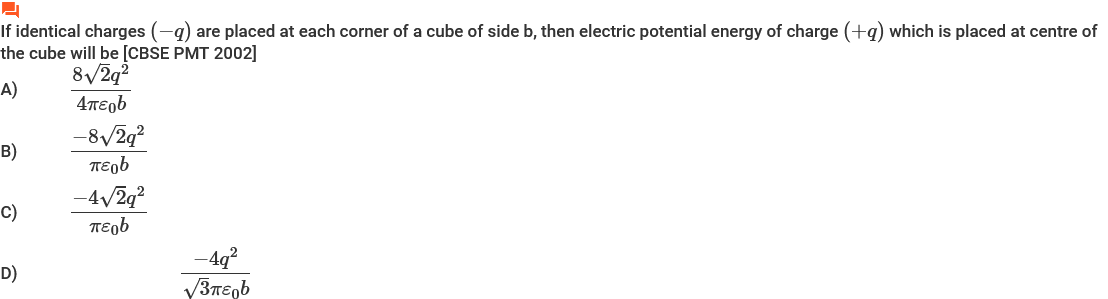 If identical charges (−q) are placed at each corner of a cube of side b, then electric potential energy of charge (+q) which is placed at centre of
the cube will be [CBSE PMT 2002]
A) \frac{8\sqrt{2}q^2}{4\pi\varepsilon_0 b}
B) \frac{-8\sqrt{2}q^2}{\pi\varepsilon_0 b}
C) \frac{-4\sqrt{2}q^2}{\pi\varepsilon_0 b}
D) \frac{-4q^2}{\sqrt{3}\pi\varepsilon_0 b}